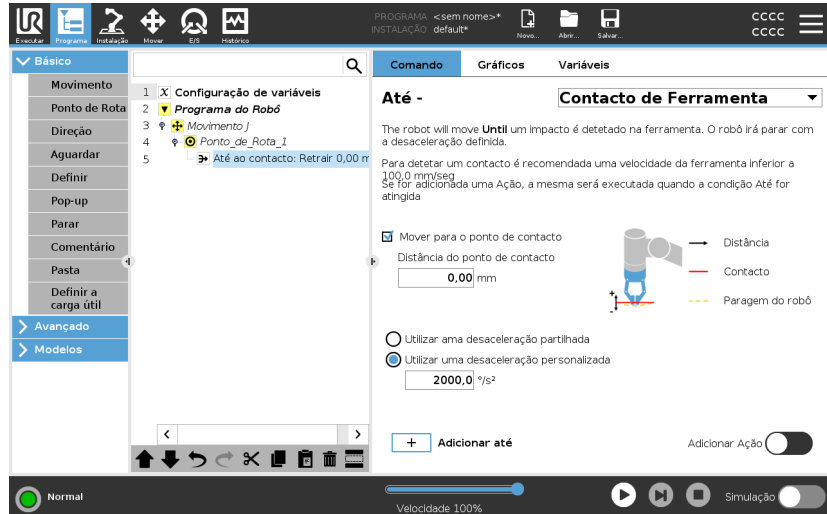 UR
Executar
Programa
Instalação
Mover
E/S
Histórico
PROGRAMA <sem nome>*
INSTALAÇÃO default*
Novo...
Abrir...
Salvar...
cccc
cccc
Básico
Movimento
Ponto de Rota
Direção
Aguardar
Definir
Pop-up
Parar
Comentário
Pasta
Definir a
carga útil
Avançado
Modelos
1 X Configuração de variáveis
2 Programa do Robô
3 Movimento J
4 Ponto_de_Rota_1
5 Até ao contacto: Retrair 0,00 m
Comando Gráficos Variáveis
Até - Contacto de Ferramenta
The robot will move Until um impacto é detetado na ferramenta. O robô irá parar com
a desaceleração definida.
Para detetar um contacto é recomendada uma velocidade da ferramenta inferior a
100,0 mm/seg
Se for adicionada uma Ação, a mesma será executada quando a condição Até for
atingida
Mover para o ponto de contacto
Distância do ponto de contacto
0,00 mm
Distância
Contacto
Paragem do robô
+
-
Utilizar ama desaceleração partilhada
Utilizar uma desaceleração personalizada
2000,0 °/s²
+ Adicionar até
Adicionar Ação
Normal
Velocidade 100%
Simulação